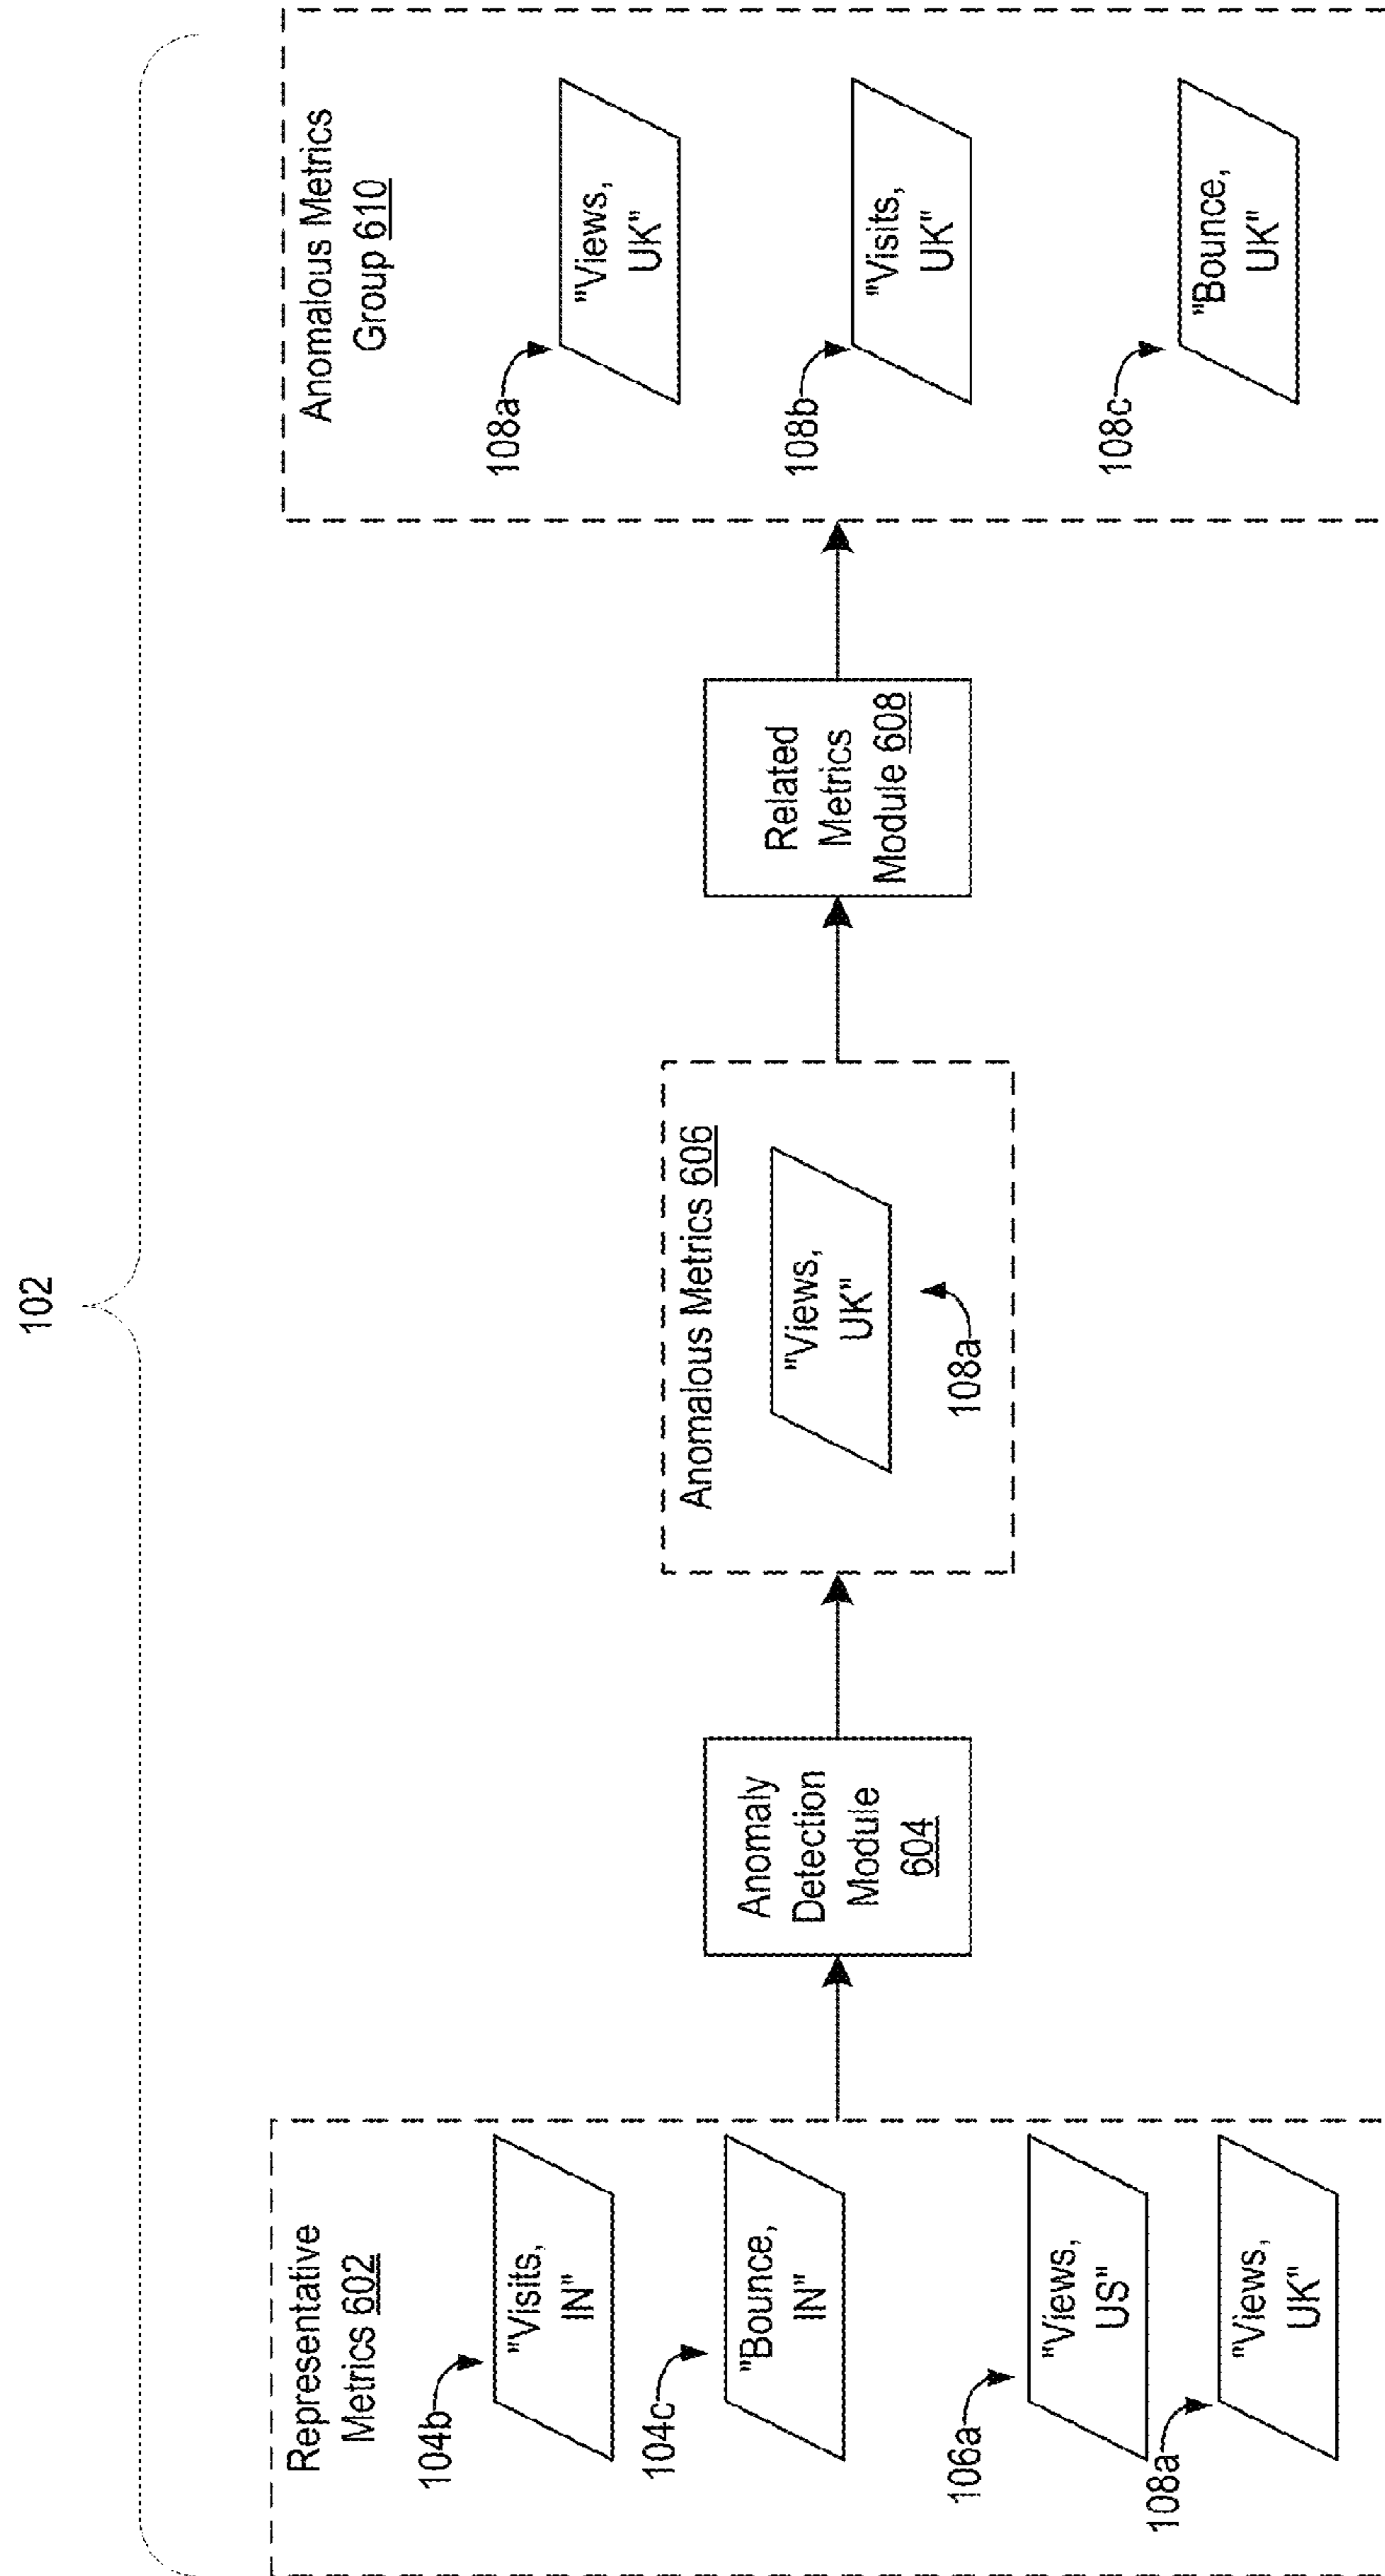 102
Representative
Metrics 602
104b
"Visits,
IN"
104c
"Bounce,
IN"
106a
"Views,
US"
108a
"Views,
UK"
Anomaly
Detection
Module
604
Anomalous Metrics 606
"Views,
UK"
108a
Related
Metrics
Module 608
Anomalous Metrics
Group 610
108a
"Views,
UK"
108b
"Visits,
UK"
108c
"Bounce,
UK"